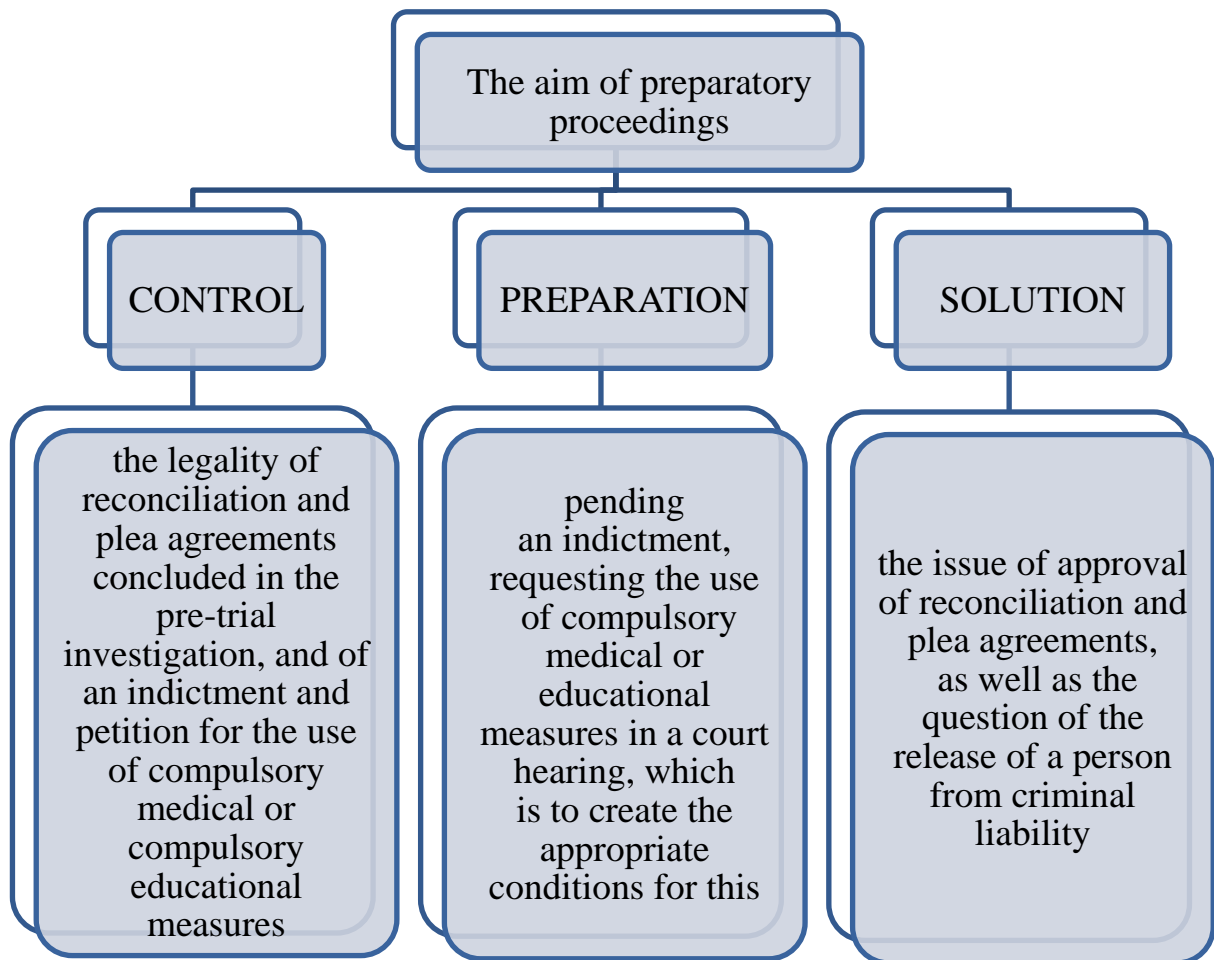 The aim of preparatory
proceedings
CONTROL
PREPARATION
SOLUTION
the legality of
reconciliation and
plea agreements
concluded in the
pre-trial
investigation, and of
an indictment and
petition for the use
of compulsory
medical or
compulsory
educational
measures
pending
an indictment,
requesting the use
of compulsory
medical or
educational
measures in a court
hearing, which
is to create the
appropriate
conditions for this
the issue of approval
of reconciliation and
plea agreements,
as well as the
question of the
release of a person
from criminal
liability